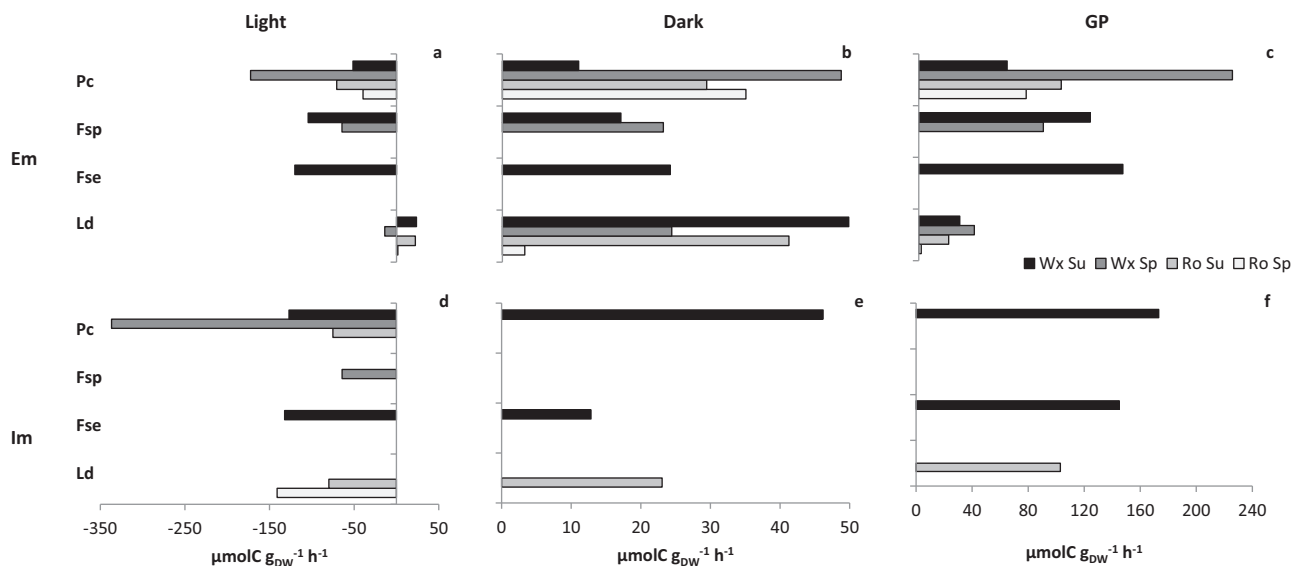 Light Dark GP
a b c
Pc
Fsp
Em
Fse
Ld
Wx Su Wx Sp Ro Su Ro Sp
d e f
Pc
Fsp
Fse
Im
Ld
-350 -250 -150 -50 50 0 10 20 30 40 50 0 40 80 120 160 200 240
µmolC gDW⁻¹ h⁻¹ µmolC gDW⁻¹ h⁻¹ µmolC gDW⁻¹ h⁻¹